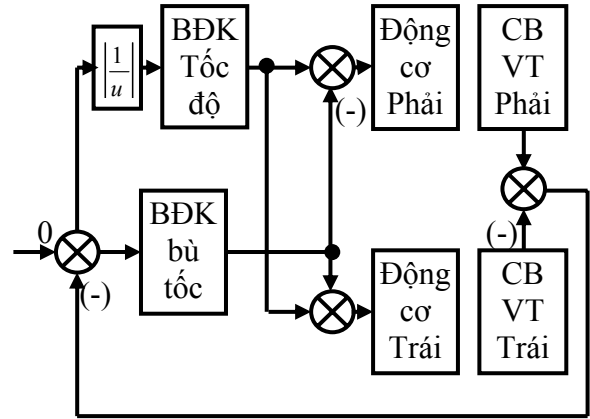 |1/u|
BĐK
Tốc
độ
(-)
Động
cơ
Phải
CB
VT
Phải
0
(-)
BĐK
bù
tốc
Động
cơ
Trái
(-)
CB
VT
Trái